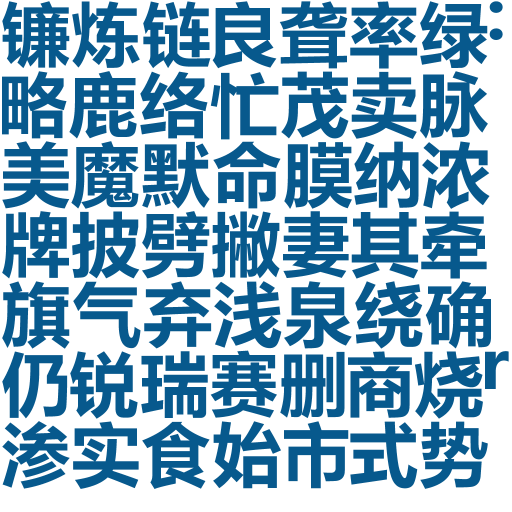 镰炼链良聋率绿:
略鹿络忙茂卖脉
美魔默命膜纳浓
牌披劈撇妻其牵
旗气弃浅泉绕确
仍锐瑞赛删商烧r
渗实食始市式势